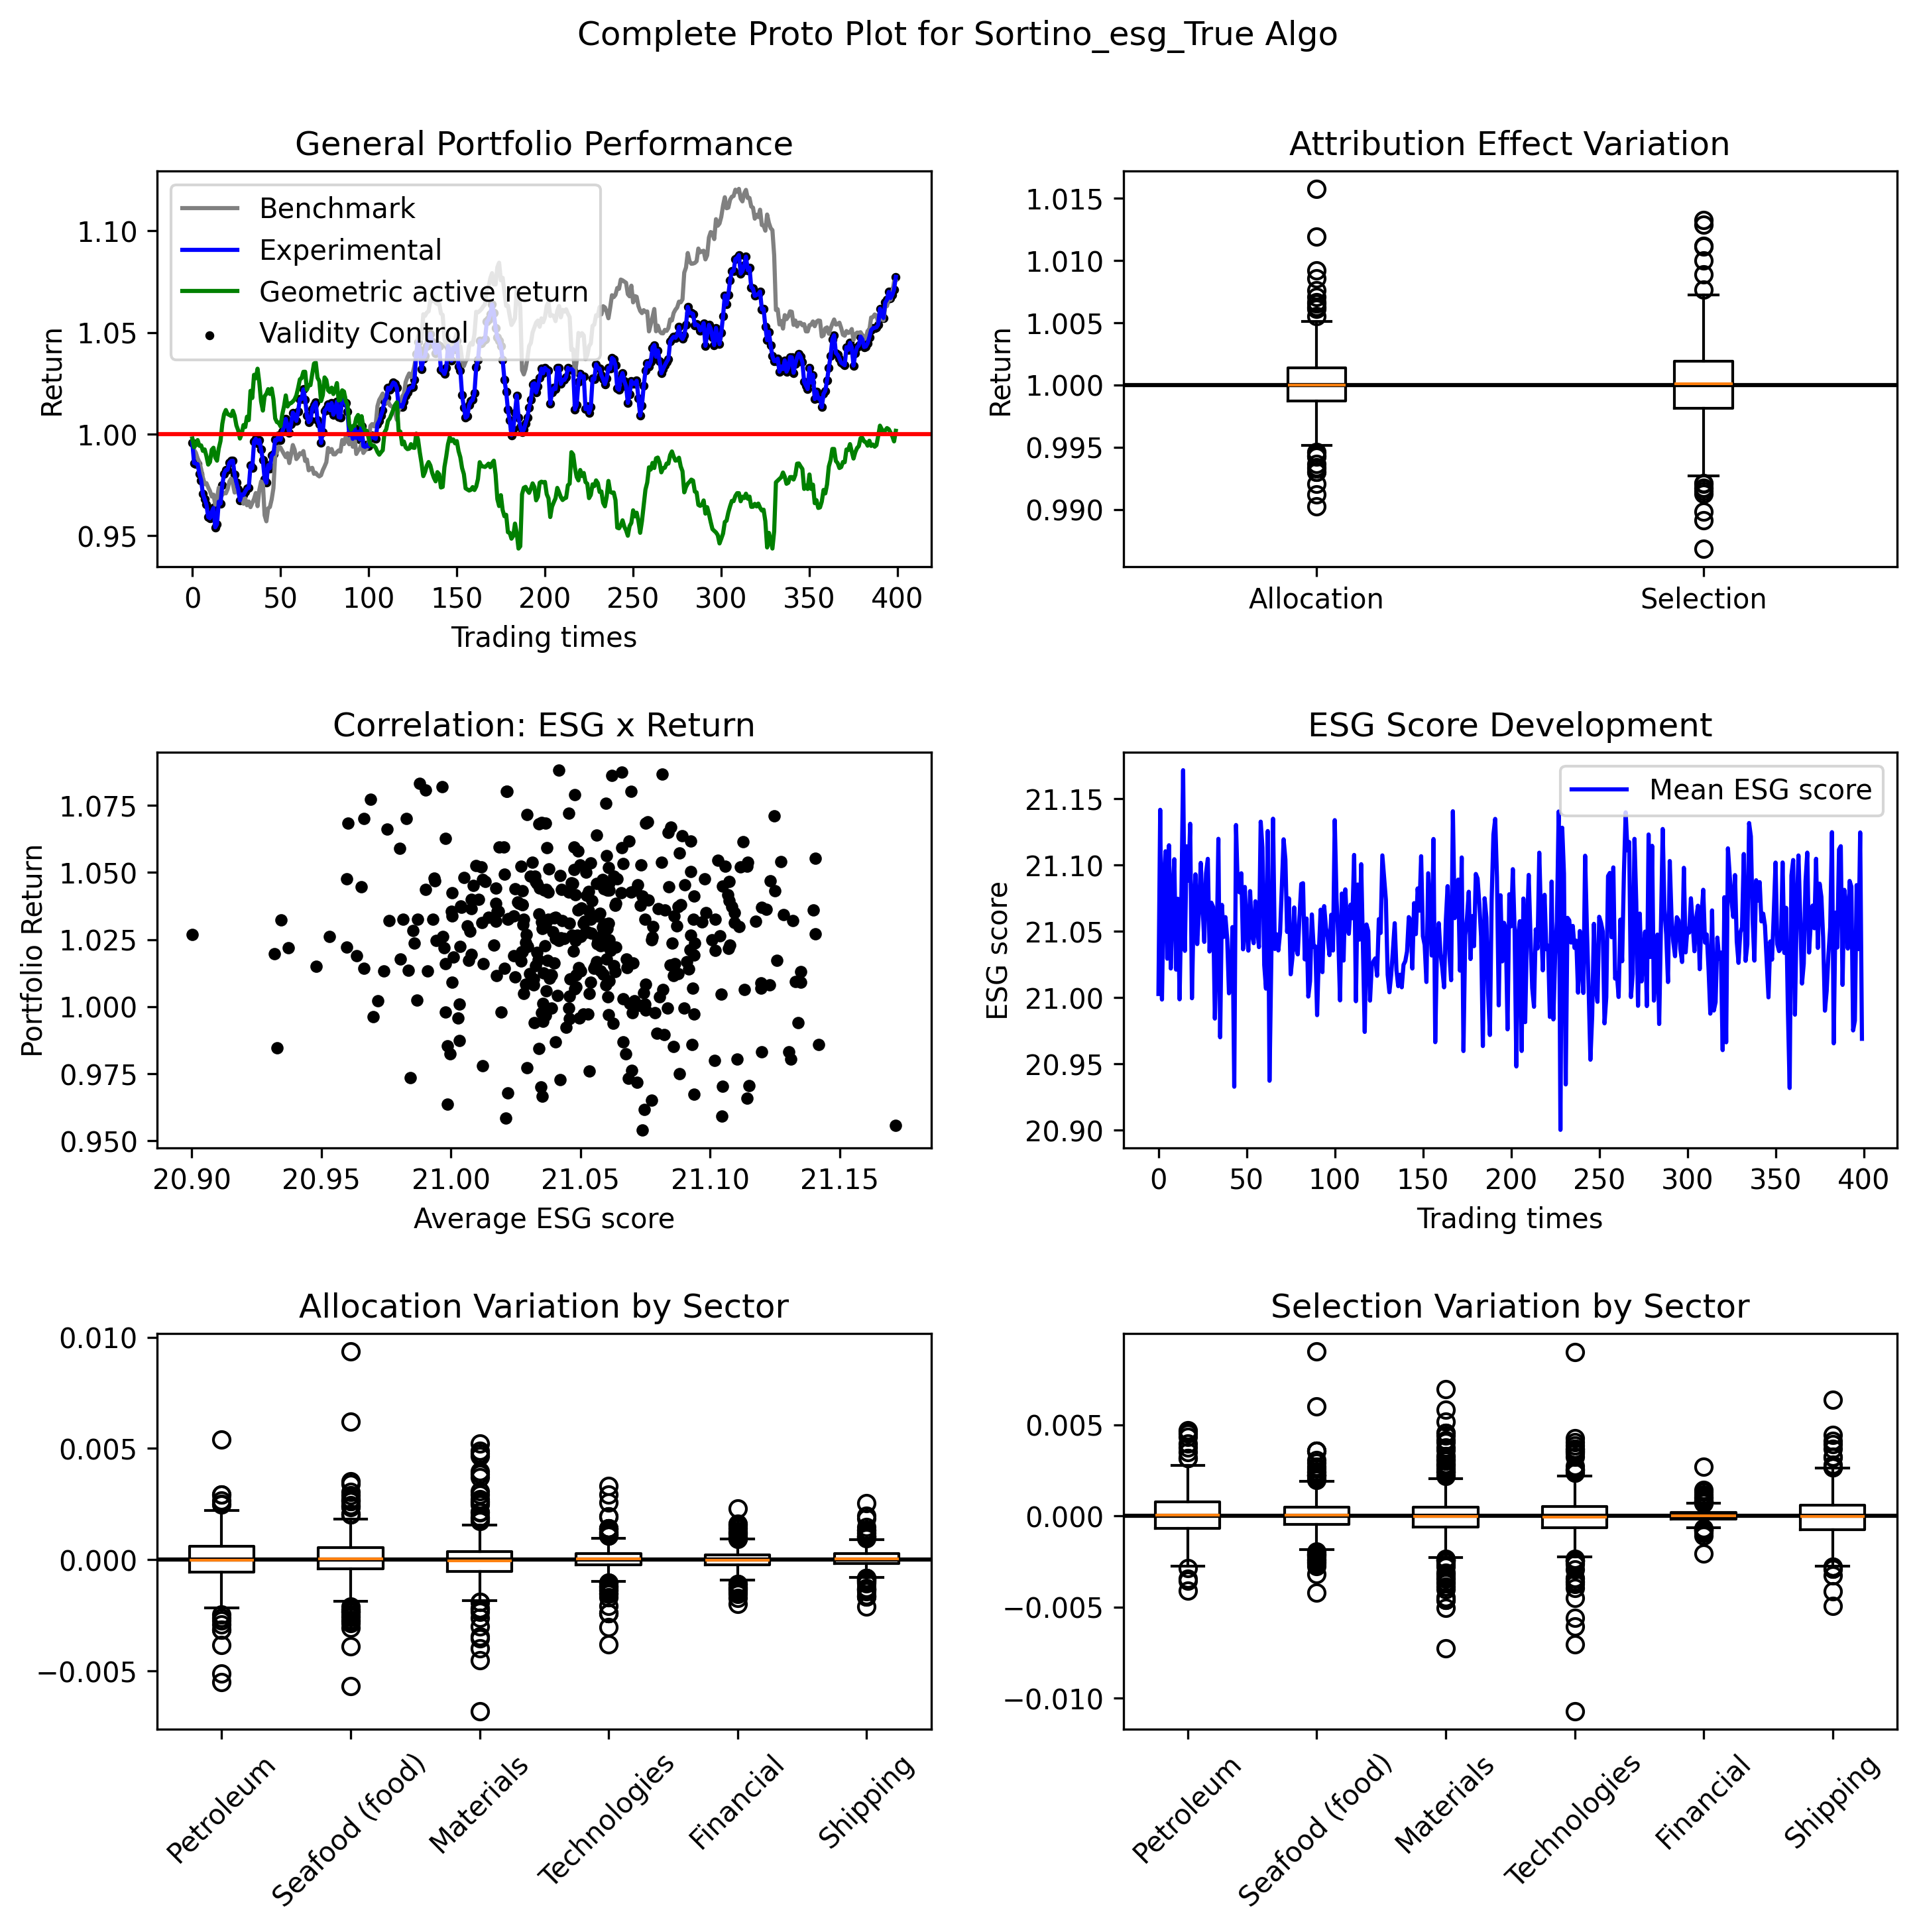 Complete Proto Plot for Sortino_esg_True Algo
General Portfolio Performance
Return
1.10
1.05
1.00
0.95
Benchmark
Experimental
Geometric active return
Validity Control
0 50 100 150 200 250 300 350 400
Trading times
Attribution Effect Variation
Return
1.015
1.010
1.005
1.000
0.995
0.990
Allocation Selection
Correlation: ESG x Return
Portfolio Return
1.075
1.050
1.025
1.000
0.975
0.950
20.90 20.95 21.00 21.05 21.10 21.15
Average ESG score
ESG Score Development
ESG score
21.15
21.10
21.05
21.00
20.95
20.90
Mean ESG score
0 50 100 150 200 250 300 350 400
Trading times
Allocation Variation by Sector
0.010
0.005
0.000
−0.005
Petroleum Seafood (food) Materials Technologies Financial Shipping
Selection Variation by Sector
0.005
0.000
−0.005
−0.010
Petroleum Seafood (food) Materials Technologies Financial Shipping